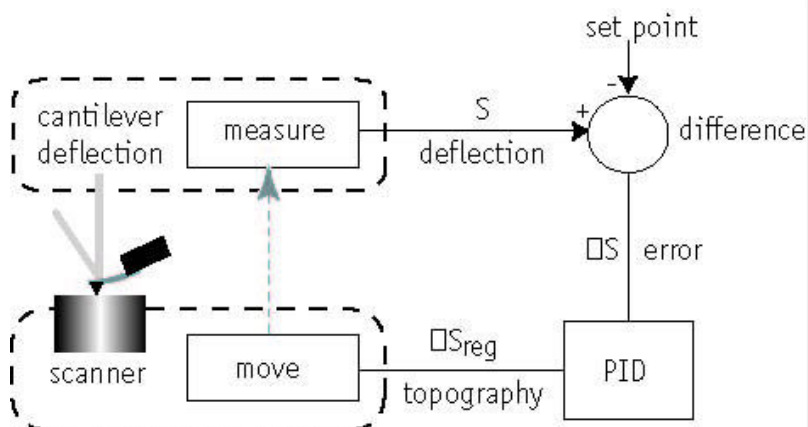 set point
-
cantilever
deflection
measure
S
deflection
+
difference
□S error
scanner
move
□Sreg
topography
PID